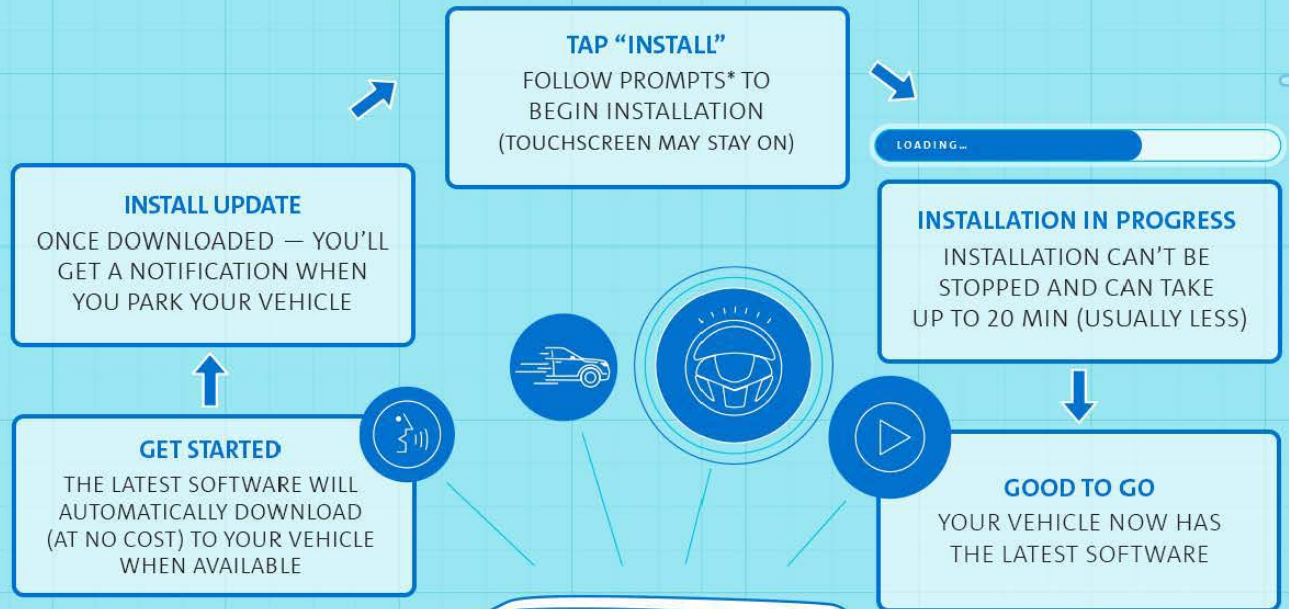 GET STARTED
THE LATEST SOFTWARE WILL
AUTOMATICALLY DOWNLOAD
(AT NO COST) TO YOUR VEHICLE
WHEN AVAILABLE
INSTALL UPDATE
ONCE DOWNLOADED — YOU’LL
GET A NOTIFICATION WHEN
YOU PARK YOUR VEHICLE
TAP “INSTALL”
FOLLOW PROMPTS* TO
BEGIN INSTALLATION
(TOUCHSCREEN MAY STAY ON)
LOADING...
INSTALLATION IN PROGRESS
INSTALLATION CAN’T BE
STOPPED AND CAN TAKE
UP TO 20 MIN (USUALLY LESS)
GOOD TO GO
YOUR VEHICLE NOW HAS
THE LATEST SOFTWARE